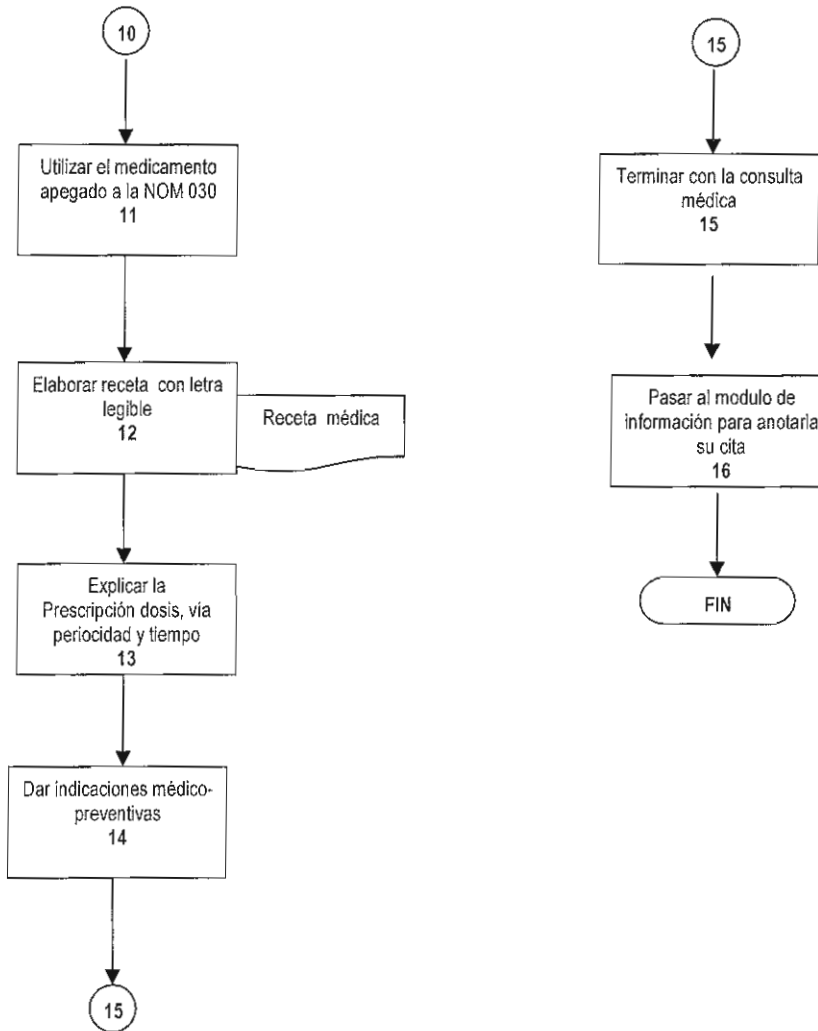 10
Utilizar el medicamento
apegado a la NOM 030
11
Elaborar receta con letra
legible
12
Receta médica
Explicar la
Prescripción dosis, vía
periocidad y tiempo
13
Dar indicaciones médico-
preventivas
14
15
15
Terminar con la consulta
médica
15
Pasar al modulo de
información para anotarla
su cita
16
FIN